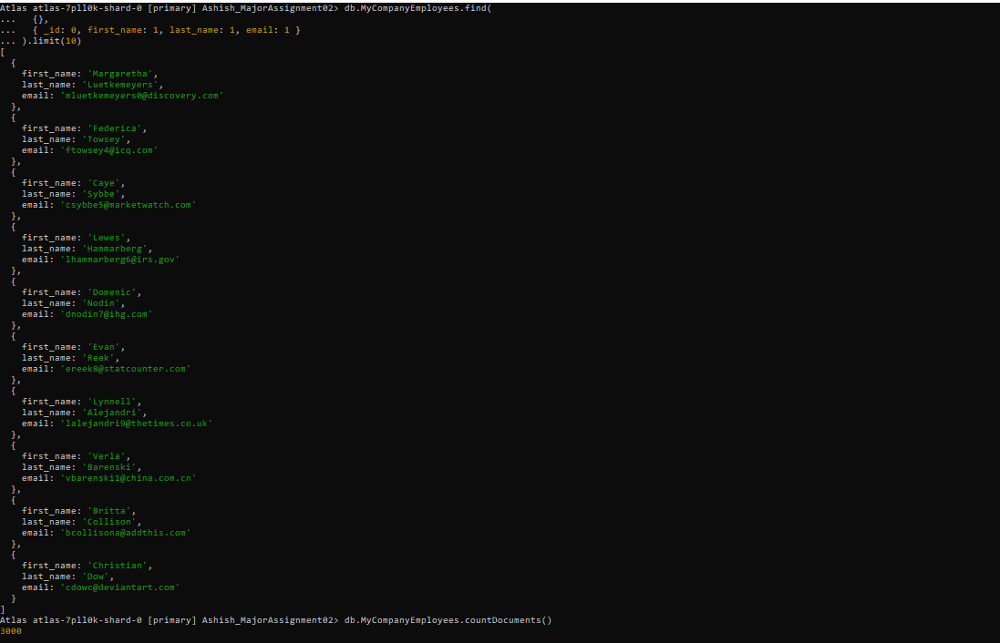 Atlas atlas-7pll0k-shard-0 [primary] Ashish_MajorAssignment02> db.MyCompanyEmployees.find(
...   {},
...   { _id: 0, first_name: 1, last_name: 1, email: 1 }
... ).limit(10)
[
  {
    first_name: 'Margaretha',
    last_name: 'Luetkemeyers',
    email: 'mluetkemeyers0@discovery.com'
  },
  {
    first_name: 'Federica',
    last_name: 'Towsey',
    email: 'ftowsey4@icq.com'
  },
  {
    first_name: 'Caye',
    last_name: 'Sybbe',
    email: 'csybbe5@marketwatch.com'
  },
  {
    first_name: 'Lewes',
    last_name: 'Hammarberg',
    email: 'lhammarberg6@irs.gov'
  },
  {
    first_name: 'Domenic',
    last_name: 'Nodin',
    email: 'dnodin7@ihg.com'
  },
  {
    first_name: 'Evan',
    last_name: 'Reek',
    email: 'ereek8@statcounter.com'
  },
  {
    first_name: 'Lynnell',
    last_name: 'Alejandri',
    email: 'lalejandri9@thetimes.co.uk'
  },
  {
    first_name: 'Verla',
    last_name: 'Barenski',
    email: 'vbarenski1@china.com.cn'
  },
  {
    first_name: 'Britta',
    last_name: 'Collison',
    email: 'bcollisona@addthis.com'
  },
  {
    first_name: 'Christian',
    last_name: 'Dow',
    email: 'cdowc@deviantart.com'
  }
]
Atlas atlas-7pll0k-shard-0 [primary] Ashish_MajorAssignment02> db.MyCompanyEmployees.countDocuments()
3000